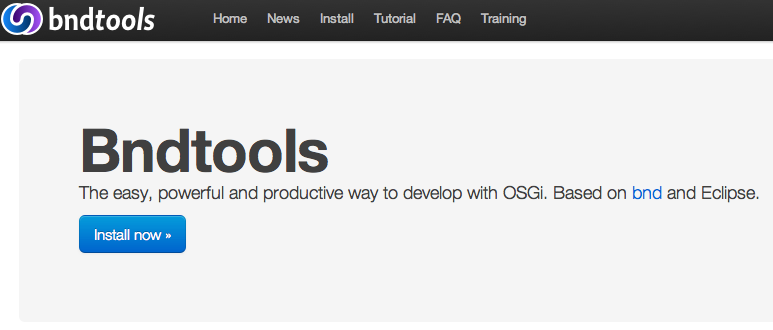 bndtools Home News Install Tutorial FAQ Training
Bndtools
The easy, powerful and productive way to develop with OSGi. Based on bnd and Eclipse.
Install now »